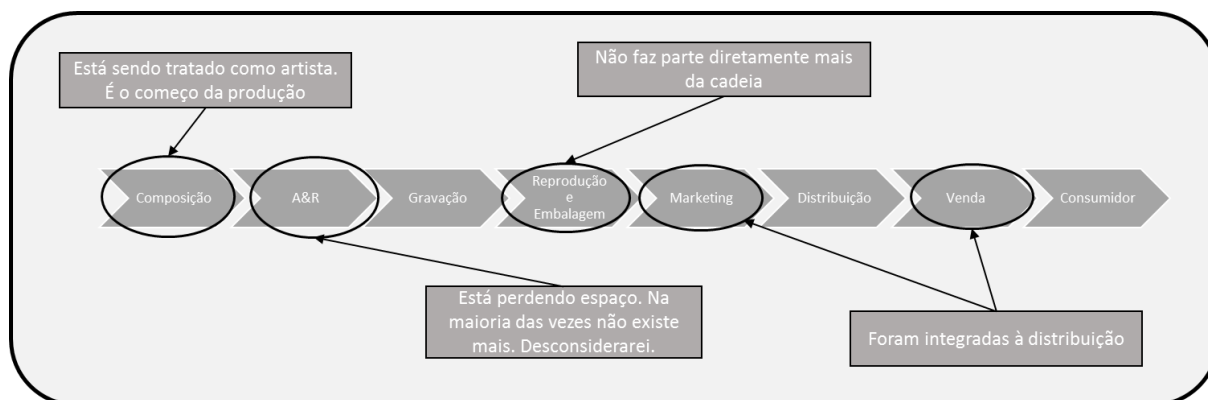 Está sendo tratado como artista.
É o começo da produção
Não faz parte diretamente mais
da cadeia
Composição
A&R
Gravação
Reprodução
e
Embalagem
Marketing
Distribuição
Venda
Consumidor
Está perdendo espaço. Na
maioria das vezes não existe
mais. Desconsiderarei.
Foram integradas à distribuição